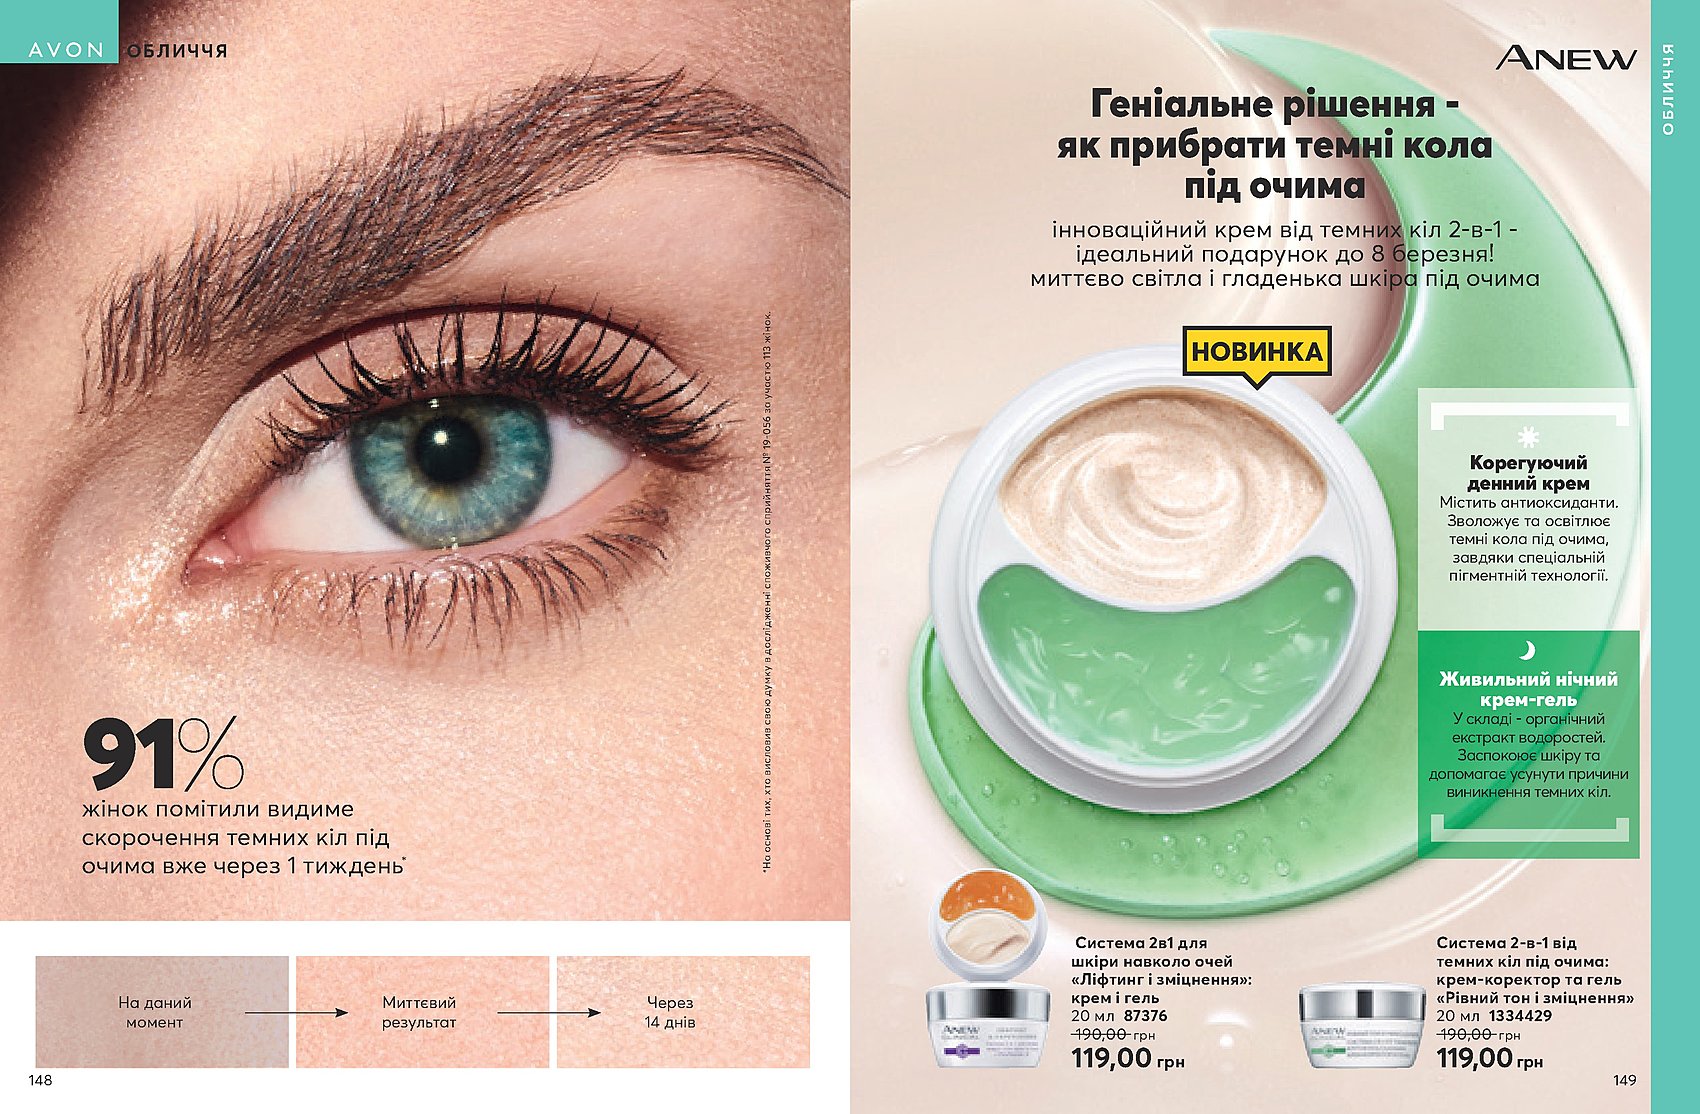 AVON
ОБЛИЧЧЯ
91%
жінок помітили видиме
скорочення темних кіл під
очима вже через 1 тиждень*
*На основі тих, хто висловив свою думку в дослідженні споживчого сприйняття № 19-056 за участю 113 жінок.
На даний
момент
Миттєвий
результат
Через
14 днів
148
ANEW
ОБЛИЧЧЯ
Геніальне рішення -
як прибрати темні кола
під очима
інноваційний крем від темних кіл 2-в-1 -
ідеальний подарунок до 8 березня!
миттєво світла і гладенька шкіра під очима
НОВИНКА
Корегуючий
денний крем
Містить антиоксиданти.
Зволожує та освітлює
темні кола під очима,
завдяки спеціальній
пігментній технології.
Живильний нічний
крем-гель
У складі - органічний
екстракт водоростей.
Заспокоює шкіру та
допомагає усунути причини
виникнення темних кіл.
Система 2в1 для
шкіри навколо очей
«Ліфтинг і зміцнення»:
крем і гель
20 мл 87376
190,00 грн
119,00 грн
ANEW
CLINICAL
Система 2-в-1 від
темних кіл під очима:
крем-коректор та гель
«Рівний тон і зміцнення»
20 мл 1334429
190,00 грн
119,00 грн
ANEW
CLINICAL
149